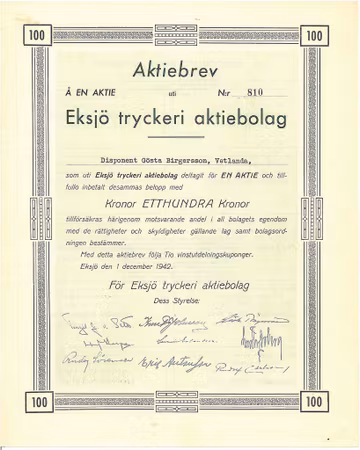 100 100
Aktiebrev
Å EN AKTIE uti N:r 810
Eksjö tryckeri aktiebolag
Disponent Gösta Birgersson, Vetlanda,
som uti Eksjö tryckeri aktiebolag deltagit för EN AKTIE och till-
fullo inbetalt desammas belopp med
Kronor ETTHUNDRA Kronor
tillförsäkras härigenom motsvarande andel i all bolagets egendom
med de rättigheter och skyldigheter gällande lag samt bolagsord-
ningen bestämmer.
Med detta aktiebrev följa Tio vinstutdelningskuponger.
Eksjö den 1 december 1942.
För Eksjö tryckeri aktiebolag
Dess Styrelse:
100 100